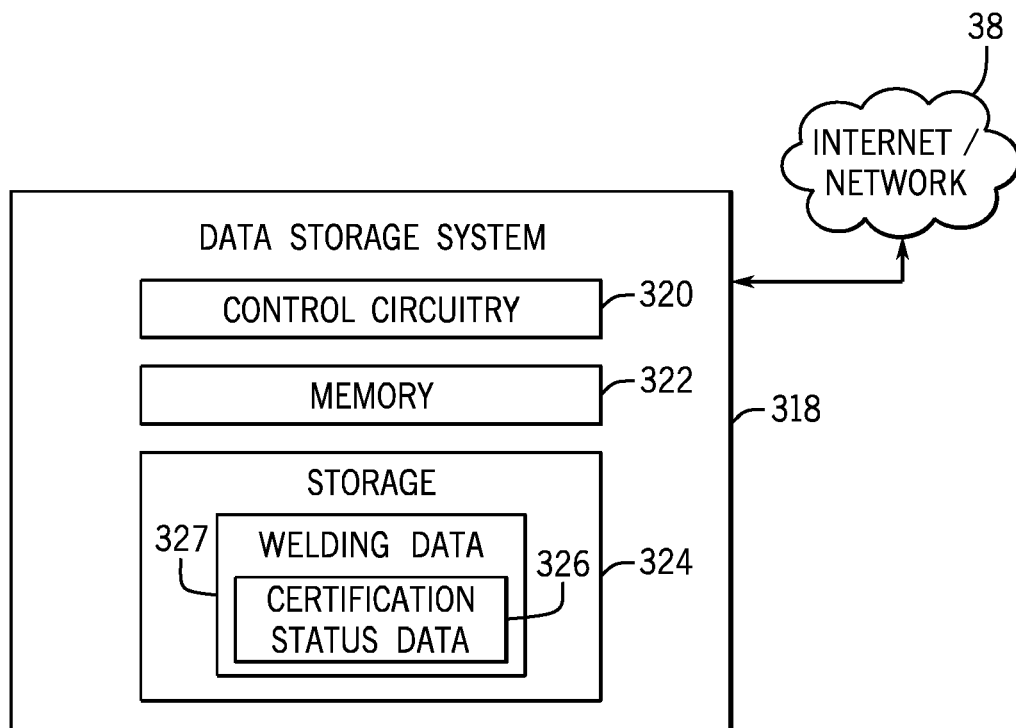 38
INTERNET /
NETWORK
DATA STORAGE SYSTEM
CONTROL CIRCUITRY
320
MEMORY
322
318
STORAGE
327
WELDING DATA
326
324
CERTIFICATION
STATUS DATA